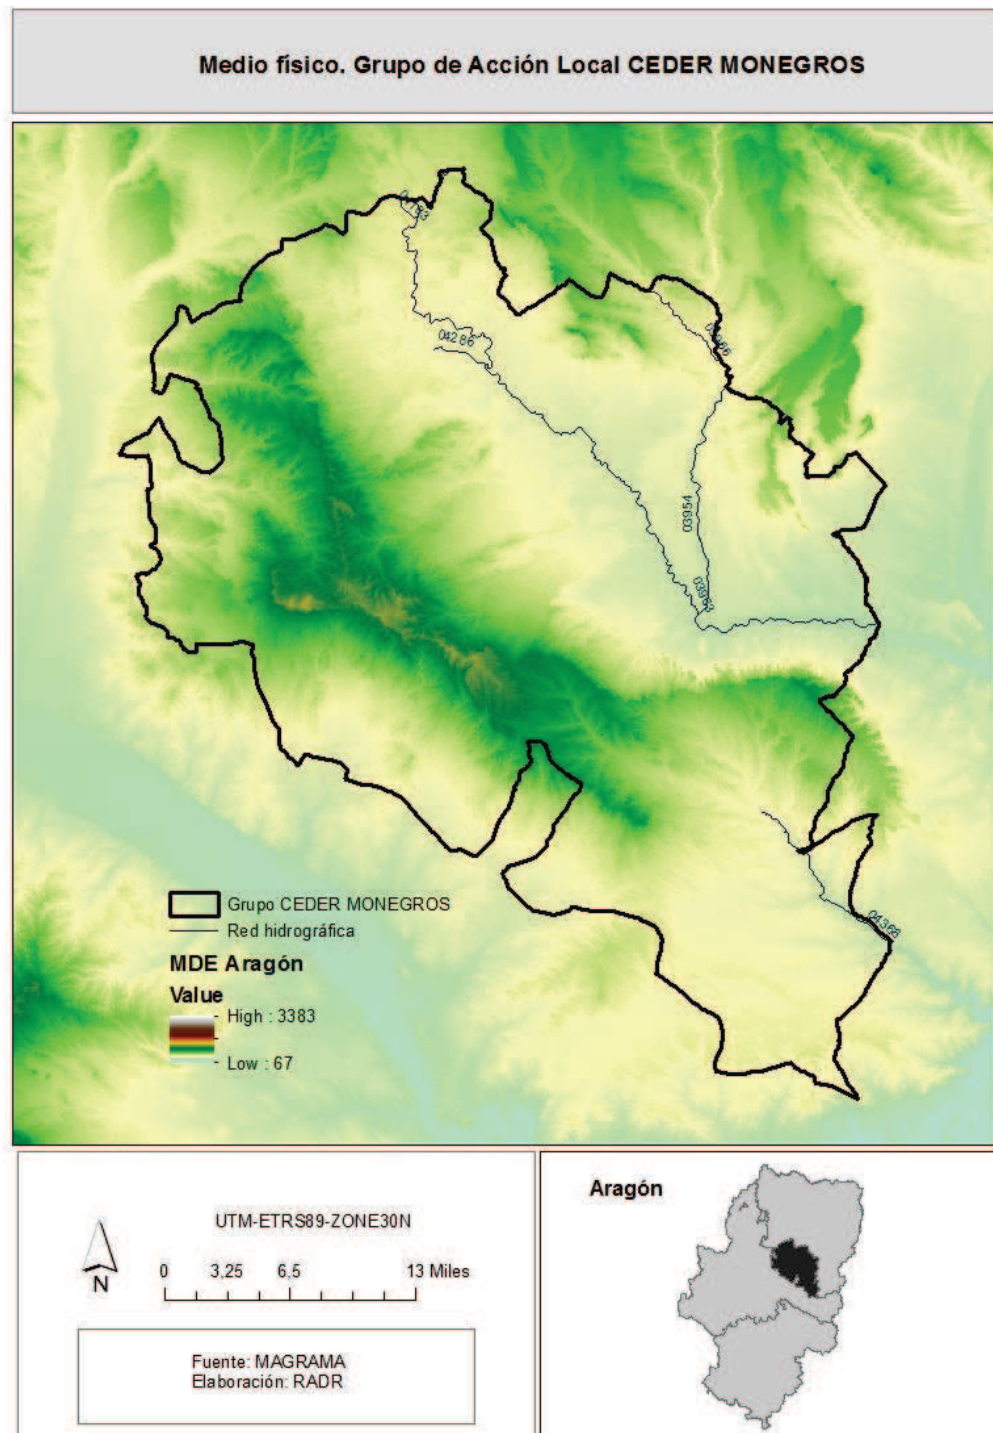 Medio físico. Grupo de Acción Local CEDER MONEGROS
04286
03954
04368
Grupo CEDER MONEGROS
Red hidrográfica
MDE Aragón
Value
High : 3383
Low : 67
UTM-ETRS89-ZONE30N
0 3,25 6,5 13 Miles
N
Fuente: MAGRAMA
Elaboración: RADR
Aragón